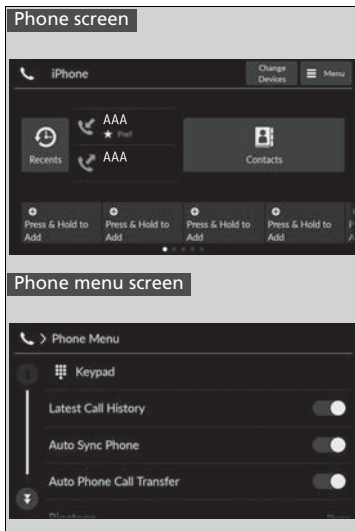 Phone screen
iPhone
Change
Devices
Menu
AAA
Pref
Recents
AAA
Contacts
Press & Hold to
Add
Press & Hold to
Add
Press & Hold to
Add
Press & Hold to
Add
Phone menu screen
> Phone Menu
Keypad
Latest Call History
Auto Sync Phone
Auto Phone Call Transfer
Ringtone